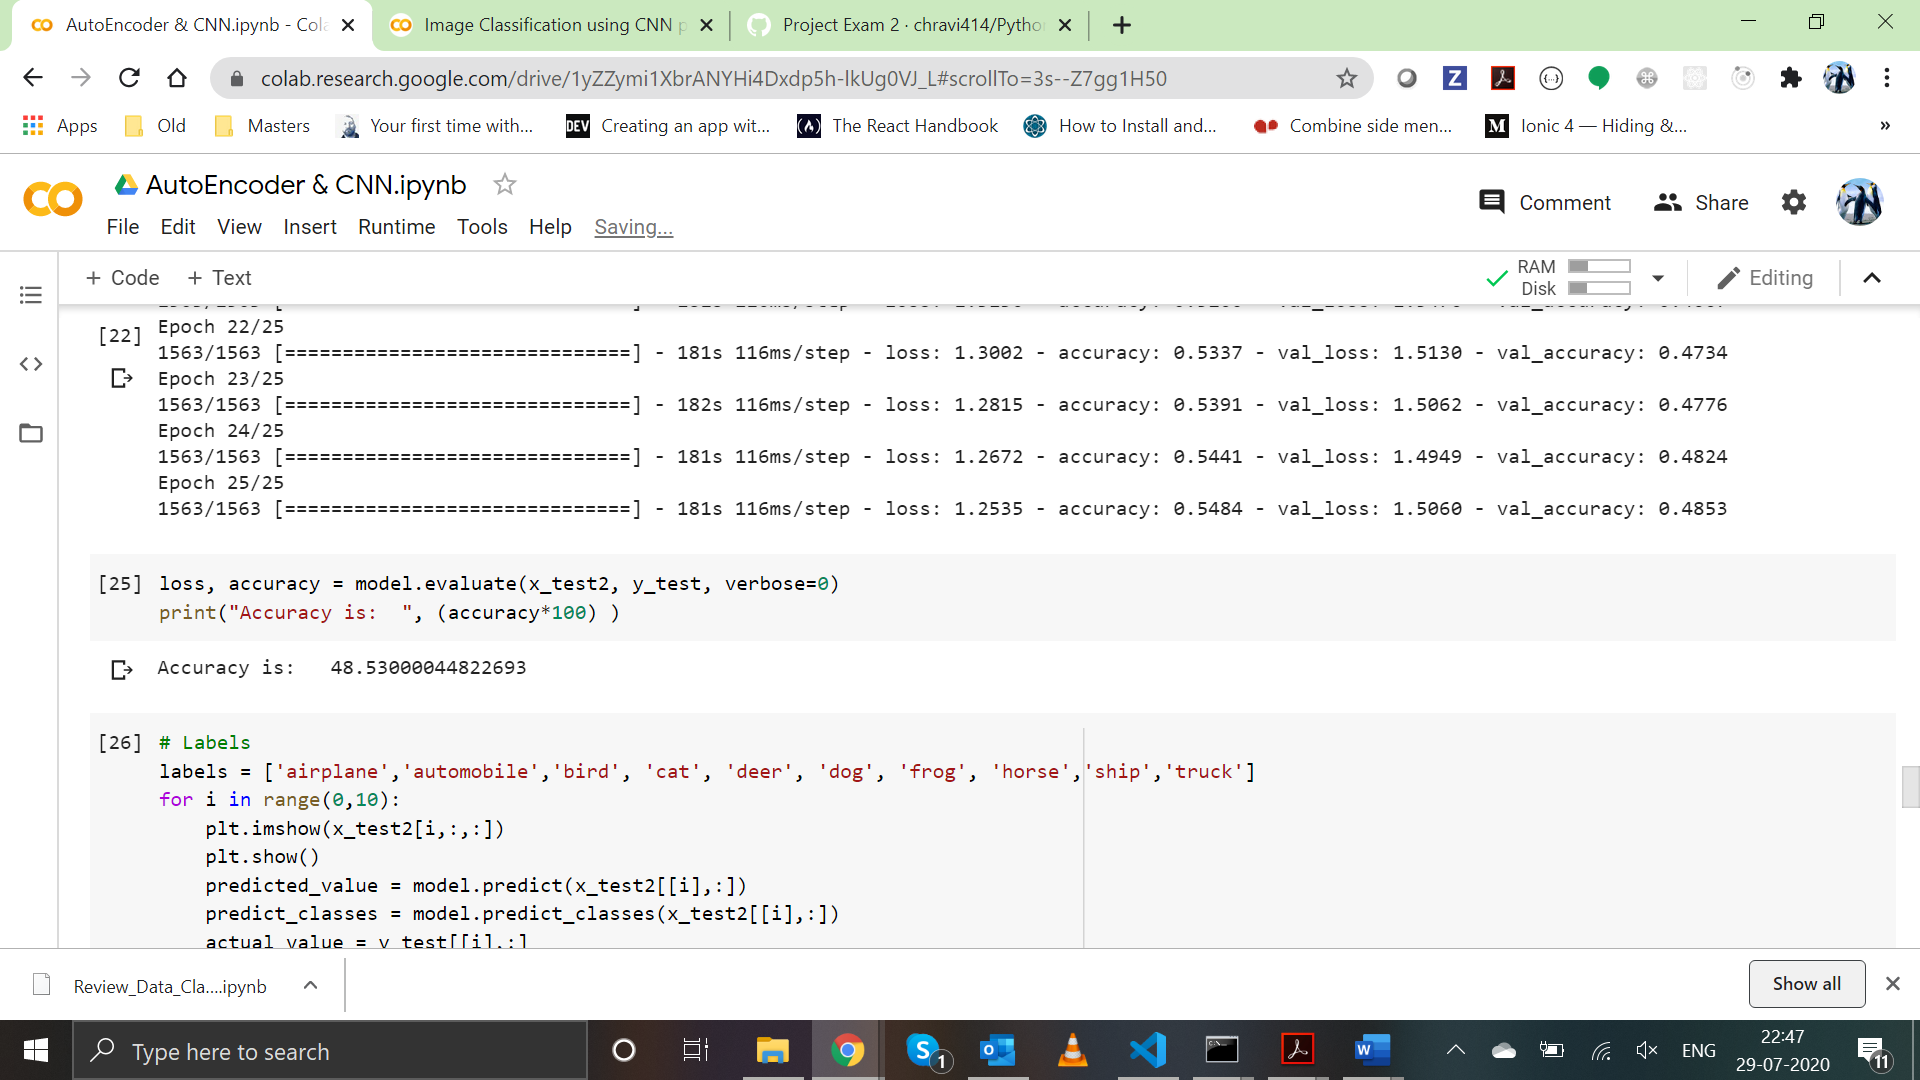 AutoEncoder & CNN.ipynb - Cola
Image Classification using CNN p
Project Exam 2 · chravi414/Pytho
colab.research.google.com/drive/1yZZymi1XbrANYHi4Dxdp5h-lkUg0VJ_L#scrollTo=3s--Z7gg1H50
Apps
Old
Masters
Your first time with...
DEV
Creating an app wit...
The React Handbook
How to Install and...
Combine side men...
M
Ionic 4 — Hiding &...
»
AutoEncoder & CNN.ipynb
Comment
Share
File Edit View Insert Runtime Tools Help Saving...
+ Code + Text
RAM
Disk
Editing
[22]
Epoch 22/25
1563/1563 [==============================] - 181s 116ms/step - loss: 1.3002 - accuracy: 0.5337 - val_loss: 1.5130 - val_accuracy: 0.4734
Epoch 23/25
1563/1563 [==============================] - 182s 116ms/step - loss: 1.2815 - accuracy: 0.5391 - val_loss: 1.5062 - val_accuracy: 0.4776
Epoch 24/25
1563/1563 [==============================] - 181s 116ms/step - loss: 1.2672 - accuracy: 0.5441 - val_loss: 1.4949 - val_accuracy: 0.4824
Epoch 25/25
1563/1563 [==============================] - 181s 116ms/step - loss: 1.2535 - accuracy: 0.5484 - val_loss: 1.5060 - val_accuracy: 0.4853
[25] loss, accuracy = model.evaluate(x_test2, y_test, verbose=0)
print("Accuracy is:  ", (accuracy*100) )
Accuracy is:   48.53000044822693
[26] # Labels
labels = ['airplane','automobile','bird', 'cat', 'deer', 'dog', 'frog', 'horse','ship','truck']
for i in range(0,10):
    plt.imshow(x_test2[i,:,:])
    plt.show()
    predicted_value = model.predict(x_test2[[i],:])
    predict_classes = model.predict_classes(x_test2[[i],:])
    actual_value = y_test[[i],:]
Review_Data_Cla....ipynb
Show all
Type here to search
1
ENG
22:47
29-07-2020
11